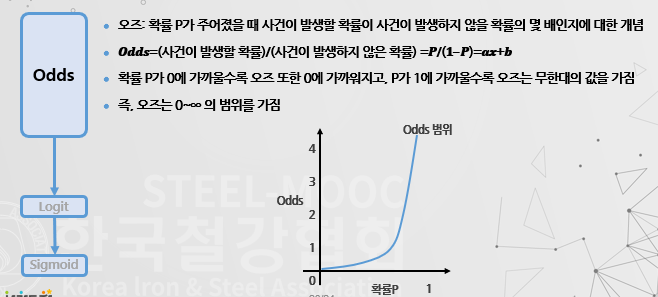 Odds
• 오즈: 확률 P가 주어졌을 때 사건이 발생할 확률이 사건이 발생하지 않을 확률의 몇 배인지에 대한 개념
• Odds=(사건이 발생할 확률)/(사건이 발생하지 않은 확률) =P/(1−P)=ax+b
• 확률 P가 0에 가까울수록 오즈 또한 0에 가까워지고, P가 1에 가까울수록 오즈는 무한대의 값을 가짐
• 즉, 오즈는 0~∞ 의 범위를 가짐
Logit
Sigmoid
Odds 범위
4
3
Odds
2
1
0
확률P
1
STEEL-MOOC
한국철강협회
Korea Iron & Steel Association